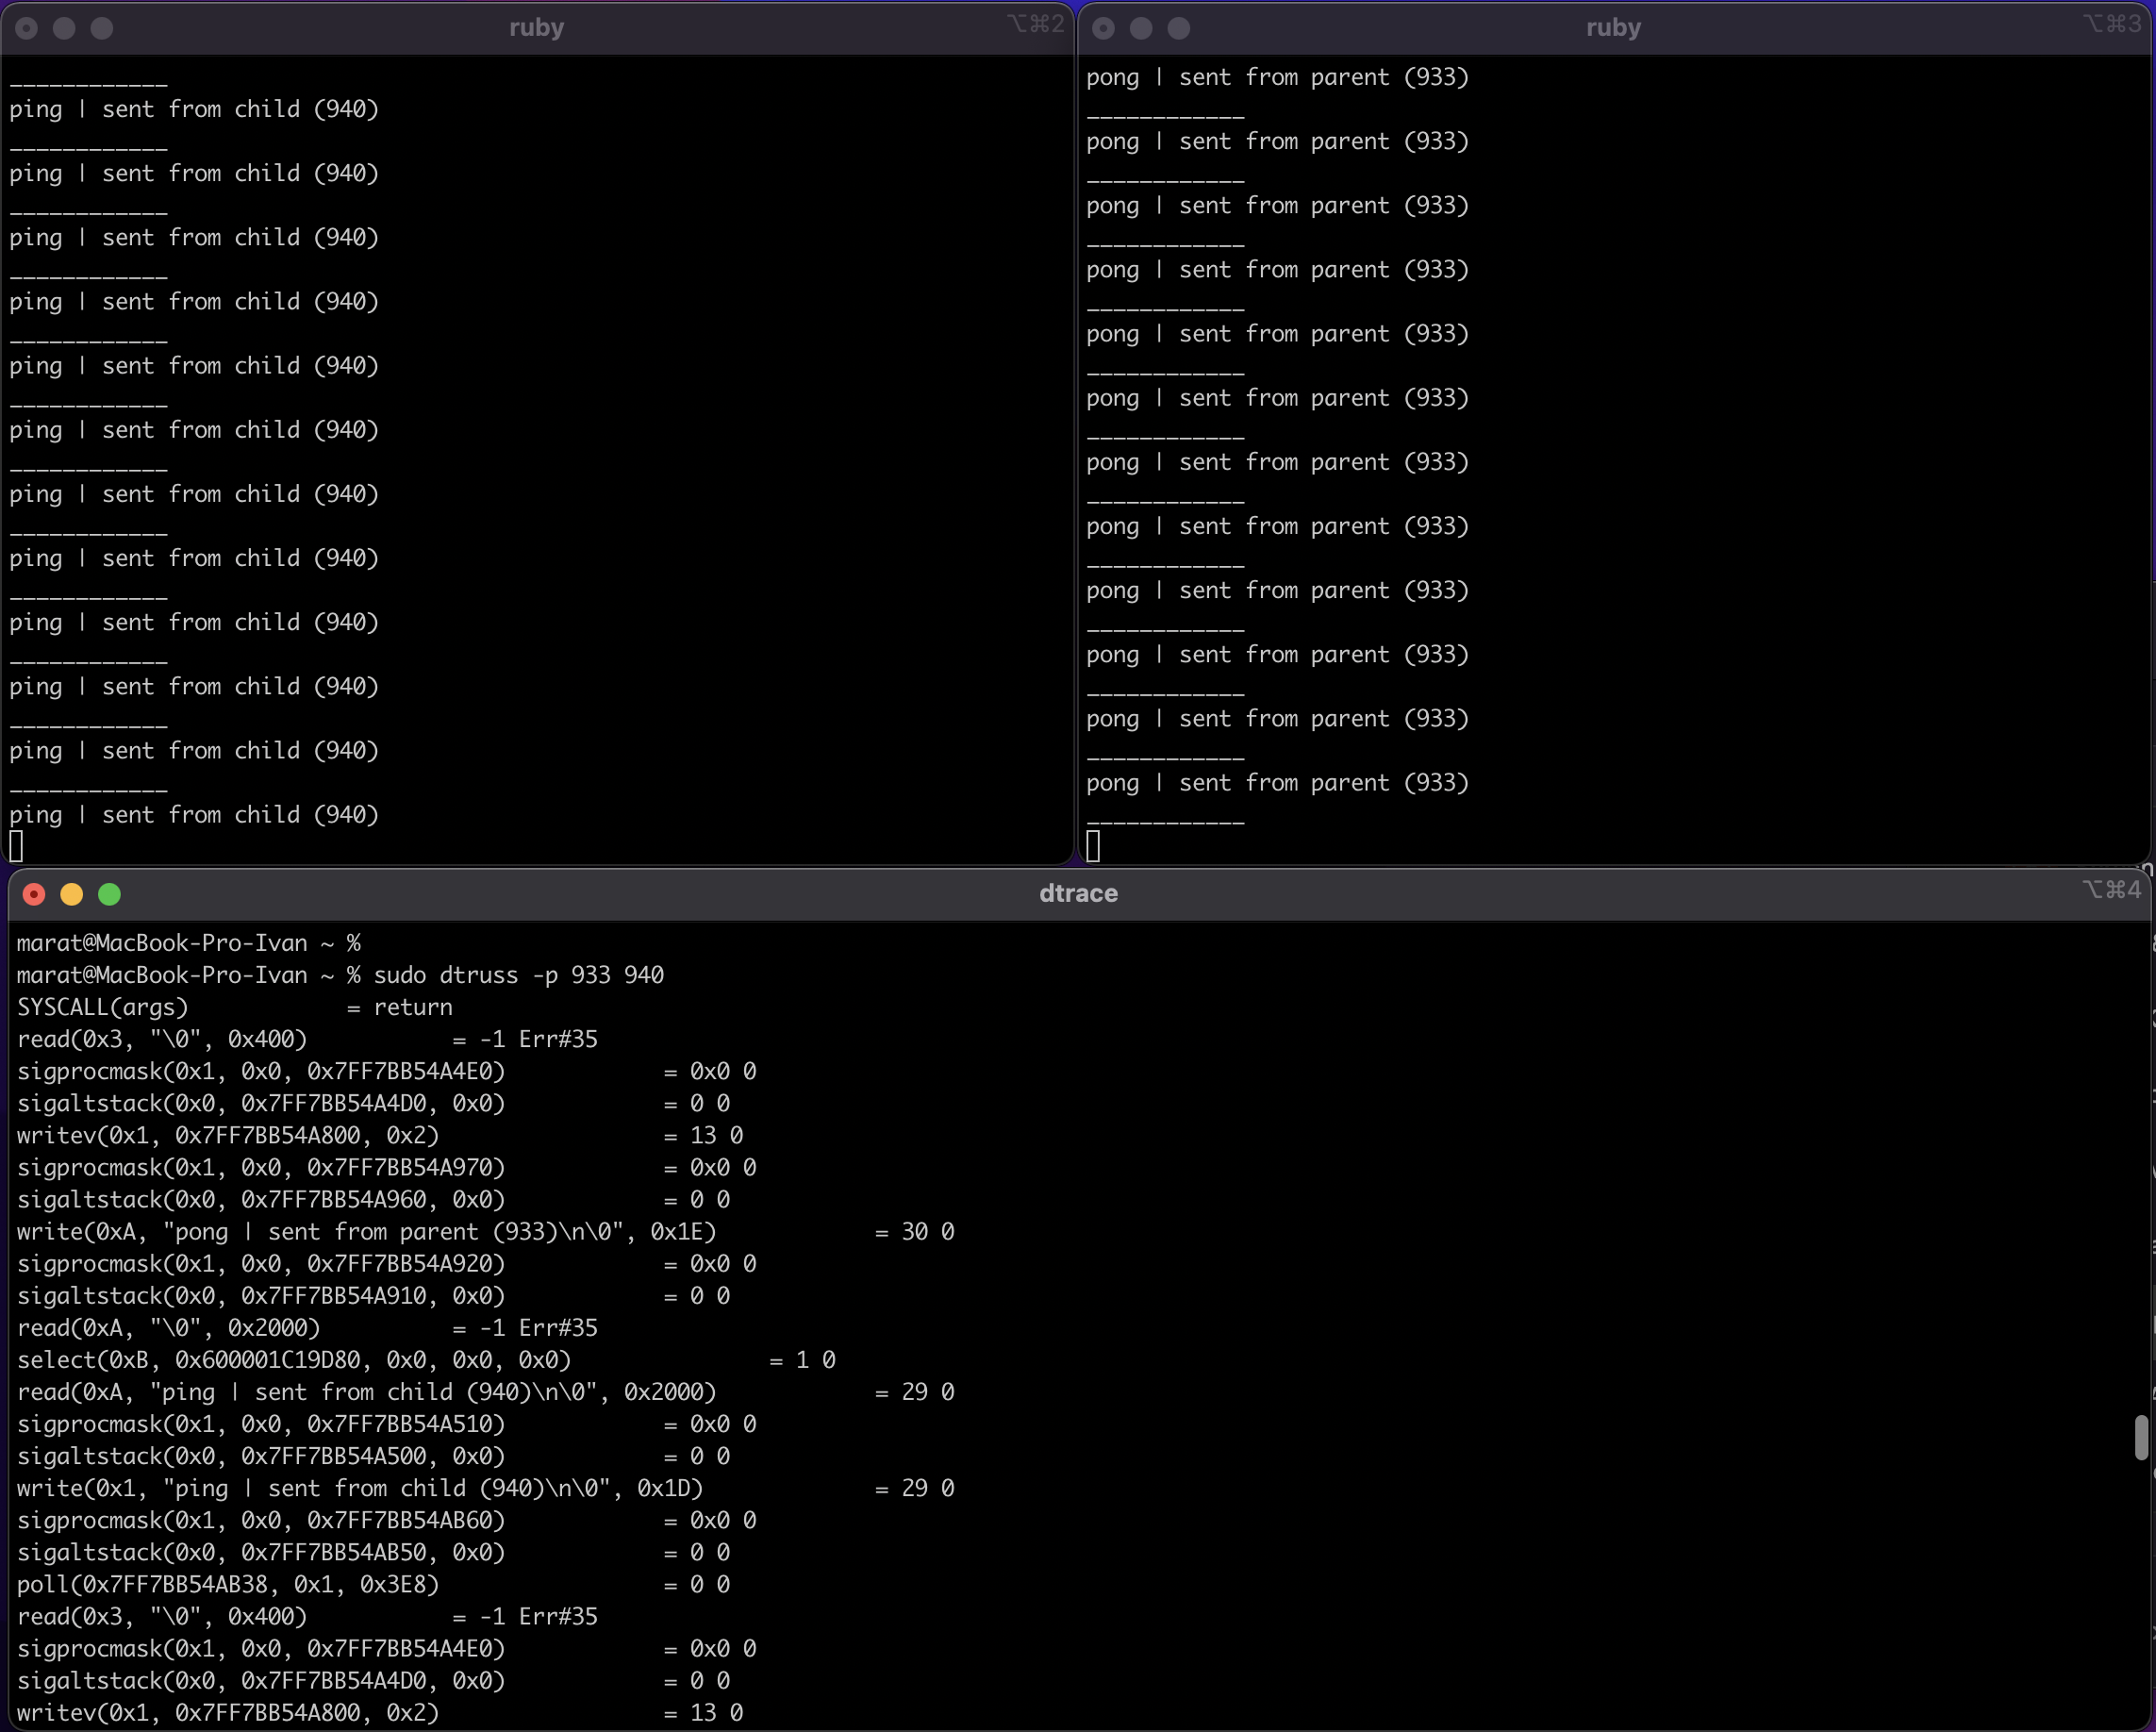 ruby
⌥⌘2
____________
ping | sent from child (940)
____________
ping | sent from child (940)
____________
ping | sent from child (940)
____________
ping | sent from child (940)
____________
ping | sent from child (940)
____________
ping | sent from child (940)
____________
ping | sent from child (940)
____________
ping | sent from child (940)
____________
ping | sent from child (940)
____________
ping | sent from child (940)
____________
ping | sent from child (940)
____________
ping | sent from child (940)
ruby
⌥⌘3
pong | sent from parent (933)
____________
pong | sent from parent (933)
____________
pong | sent from parent (933)
____________
pong | sent from parent (933)
____________
pong | sent from parent (933)
____________
pong | sent from parent (933)
____________
pong | sent from parent (933)
____________
pong | sent from parent (933)
____________
pong | sent from parent (933)
____________
pong | sent from parent (933)
____________
pong | sent from parent (933)
____________
pong | sent from parent (933)
____________
dtrace
⌥⌘4
marat@MacBook-Pro-Ivan ~ %
marat@MacBook-Pro-Ivan ~ % sudo dtruss -p 933 940
SYSCALL(args) = return
read(0x3, "\0", 0x400) = -1 Err#35
sigprocmask(0x1, 0x0, 0x7FF7BB54A4E0) = 0x0 0
sigaltstack(0x0, 0x7FF7BB54A4D0, 0x0) = 0 0
writev(0x1, 0x7FF7BB54A800, 0x2) = 13 0
sigprocmask(0x1, 0x0, 0x7FF7BB54A970) = 0x0 0
sigaltstack(0x0, 0x7FF7BB54A960, 0x0) = 0 0
write(0xA, "pong | sent from parent (933)\n\0", 0x1E) = 30 0
sigprocmask(0x1, 0x0, 0x7FF7BB54A920) = 0x0 0
sigaltstack(0x0, 0x7FF7BB54A910, 0x0) = 0 0
read(0xA, "\0", 0x2000) = -1 Err#35
select(0xB, 0x600001C19D80, 0x0, 0x0, 0x0) = 1 0
read(0xA, "ping | sent from child (940)\n\0", 0x2000) = 29 0
sigprocmask(0x1, 0x0, 0x7FF7BB54A510) = 0x0 0
sigaltstack(0x0, 0x7FF7BB54A500, 0x0) = 0 0
write(0x1, "ping | sent from child (940)\n\0", 0x1D) = 29 0
sigprocmask(0x1, 0x0, 0x7FF7BB54AB60) = 0x0 0
sigaltstack(0x0, 0x7FF7BB54AB50, 0x0) = 0 0
poll(0x7FF7BB54AB38, 0x1, 0x3E8) = 0 0
read(0x3, "\0", 0x400) = -1 Err#35
sigprocmask(0x1, 0x0, 0x7FF7BB54A4E0) = 0x0 0
sigaltstack(0x0, 0x7FF7BB54A4D0, 0x0) = 0 0
writev(0x1, 0x7FF7BB54A800, 0x2) = 13 0